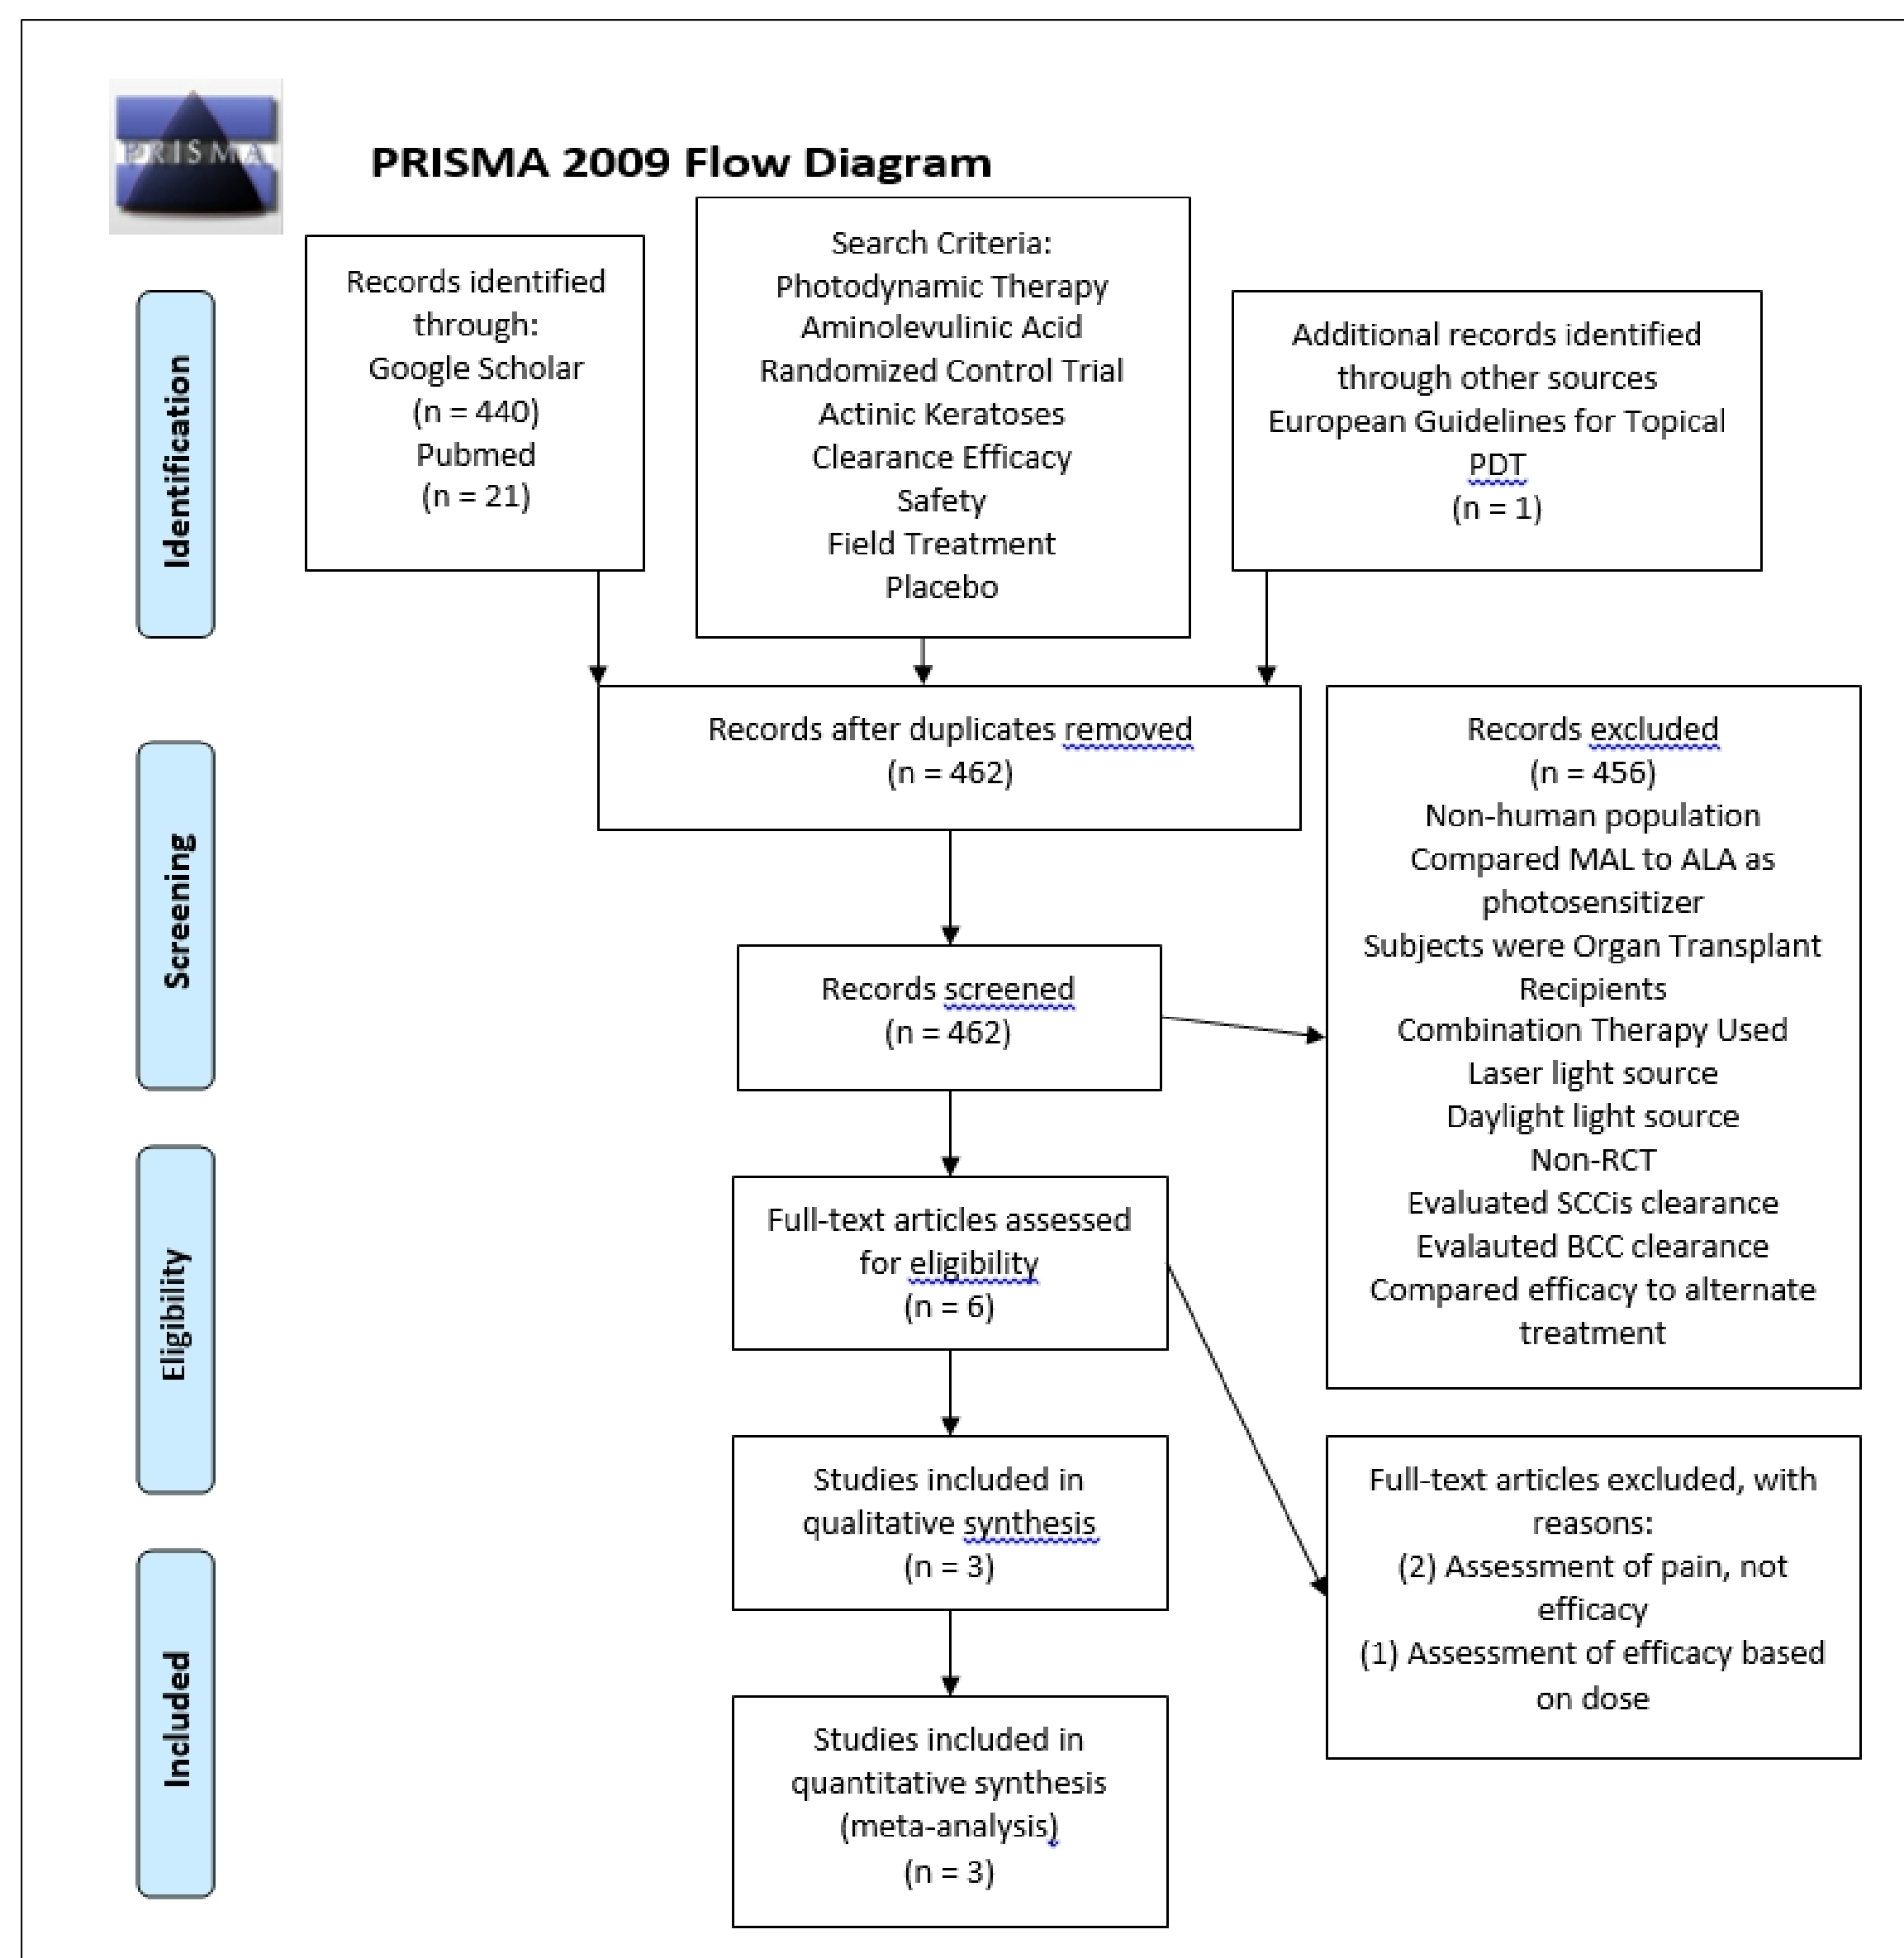 PRISMA
PRISMA 2009 Flow Diagram
Identification
Records identified
through:
Google Scholar
(n = 440)
Pubmed
(n = 21)
Search Criteria:
Photodynamic Therapy
Aminolevulinic Acid
Randomized Control Trial
Actinic Keratoses
Clearance Efficacy
Safety
Field Treatment
Placebo
Additional records identified
through other sources
European Guidelines for Topical
PDT
(n = 1)
Screening
Records after duplicates removed
(n = 462)
Records screened
(n = 462)
Records excluded
(n = 456)
Non-human population
Compared MAL to ALA as
photosensitizer
Subjects were Organ Transplant
Recipients
Combination Therapy Used
Laser light source
Daylight light source
Non-RCT
Evaluated SCCis clearance
Evalauted BCC clearance
Compared efficacy to alternate
treatment
Eligibility
Full-text articles assessed
for eligibility
(n = 6)
Full-text articles excluded, with
reasons:
(2) Assessment of pain, not
efficacy
(1) Assessment of efficacy based
on dose
Studies included in
qualitative synthesis
(n = 3)
Included
Studies included in
quantitative synthesis
(meta-analysis)
(n = 3)